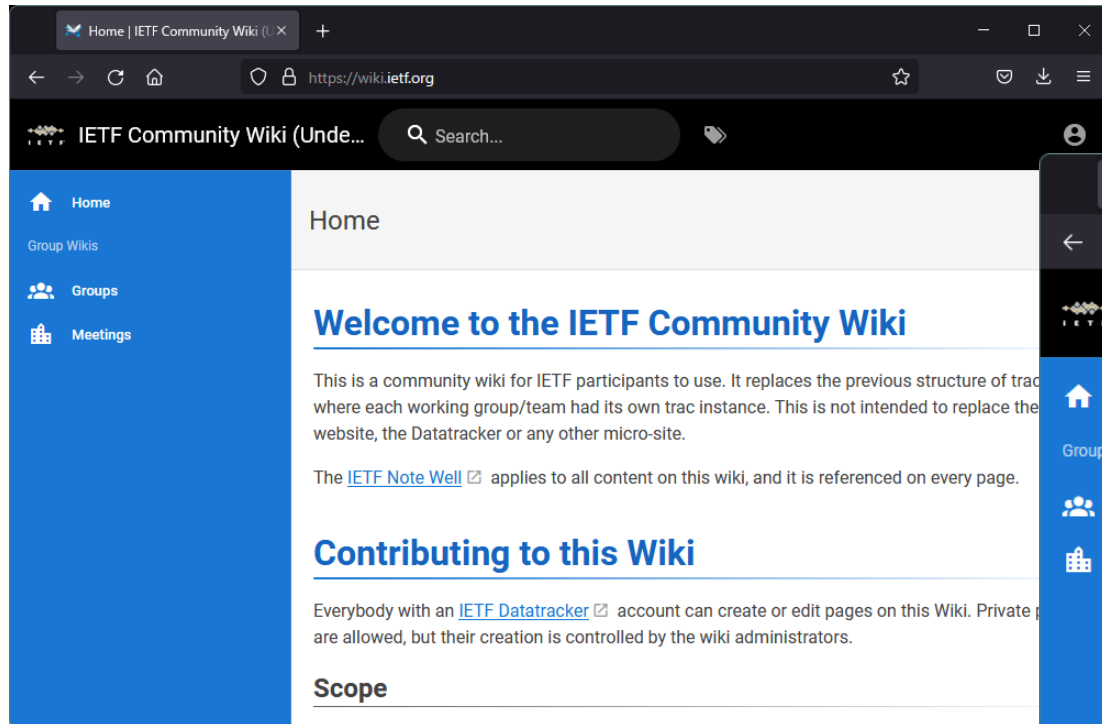 Home | IETF Community Wiki (U
https://wiki.ietf.org
IETF
IETF Community Wiki (Unde...
Search...
Home
Group Wikis
Groups
Meetings
Home
Welcome to the IETF Community Wiki
This is a community wiki for IETF participants to use. It replaces the previous structure of trac
where each working group/team had its own trac instance. This is not intended to replace the
website, the Datatracker or any other micro-site.
The IETF Note Well applies to all content on this wiki, and it is referenced on every page.
Contributing to this Wiki
Everybody with an IETF Datatracker account can create or edit pages on this Wiki. Private p
are allowed, but their creation is controlled by the wiki administrators.
Scope
IET
Group